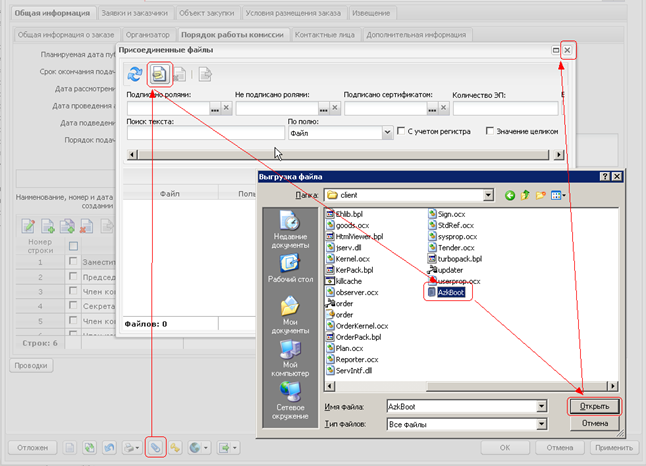 Общая информация Заявки и заказчики Объект закупки Условия размещения заказа Извещение
Общая информация о заказе Организатор Порядок работы комиссии Контактные лица Дополнительная информация
Планируемая дата пуб
Срок окончания подач
Дата рассмотрени
Дата проведения а
Дата подведени
Порядок подач
Присоединенные файлы
Подписано ролями: Не подписано ролями: Подписано сертификатом: Количество ЭП:
Поиск текста: По полю:
Файл С учетом регистра Значение целиком
Файл Поль
Файлов: 0
Наименование, номер и дата
создании
Номер
строки
1 Заместит
2 Председ
3 Член ко
4 Секрета
5 Член ко
Строк: 6
Проводки
Выгрузка файла
Папка: client
Недавние
документы
Рабочий стол
Мои
документы
Мой
компьютер
Сетевое
окружение
Ehlib.bpl
goods.ocx
HtmlViewer.bpl
jserv.dll
Kernel.ocx
KerPack.bpl
killcache
observer.ocx
order
order
OrderKernel.ocx
OrderPack.bpl
Plan.ocx
Reporter.ocx
ServIntf.dll
Sign.ocx
StdRef.ocx
sysprop.ocx
Tender.ocx
turbopack.bpl
updater
userprop.ocx
AzkBoot
Имя файла: AzkBoot Открыть
Тип файлов: Все файлы Отмена
Отложен OK Отмена Применить